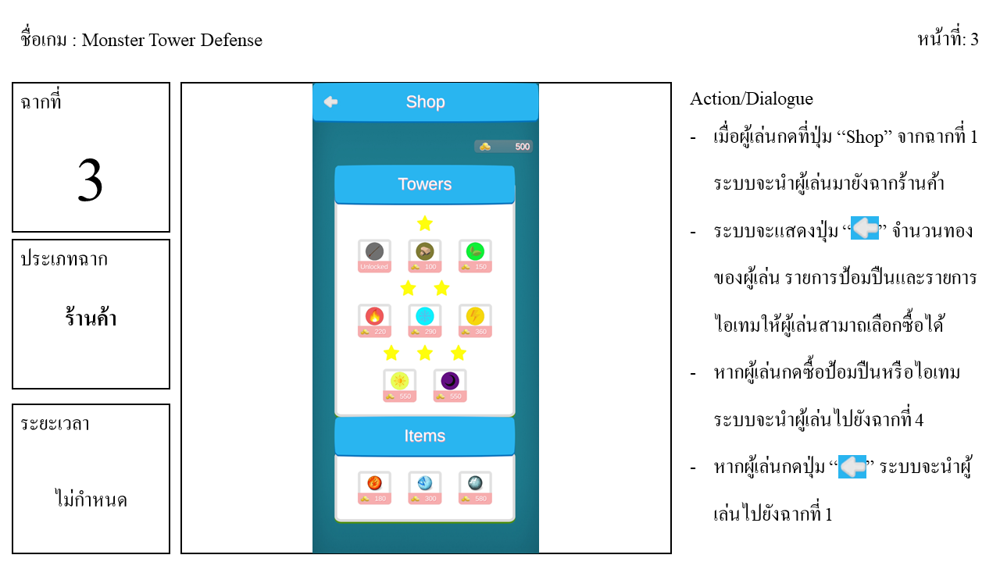 ชื่อเกม : Monster Tower Defense
หน้าที่: 3
ฉากที่
3
ประเภทฉาก
ร้านค้า
ระยะเวลา
ไม่กำหนด
Shop
500
Towers
Unlocked 100 150
220 290 360
550 550
Items
180 300 580
Action/Dialogue
- เมื่อผู้เล่นกดที่ปุ่ม “Shop” จากฉากที่ 1
ระบบจะนำผู้เล่นมายังฉากร้านค้า
- ระบบจะแสดงปุ่ม “ ” จำนวนทอง
ของผู้เล่น รายการป้อมปืนและรายการ
ไอเทมให้ผู้เล่นสามาถเลือกซื้อได้
- หากผู้เล่นกดซื้อป้อมปืนหรือไอเทม
ระบบจะนำผู้เล่นไปยังฉากที่ 4
- หากผู้เล่นกดปุ่ม “ ” ระบบจะนำผู้
เล่นไปยังฉากที่ 1